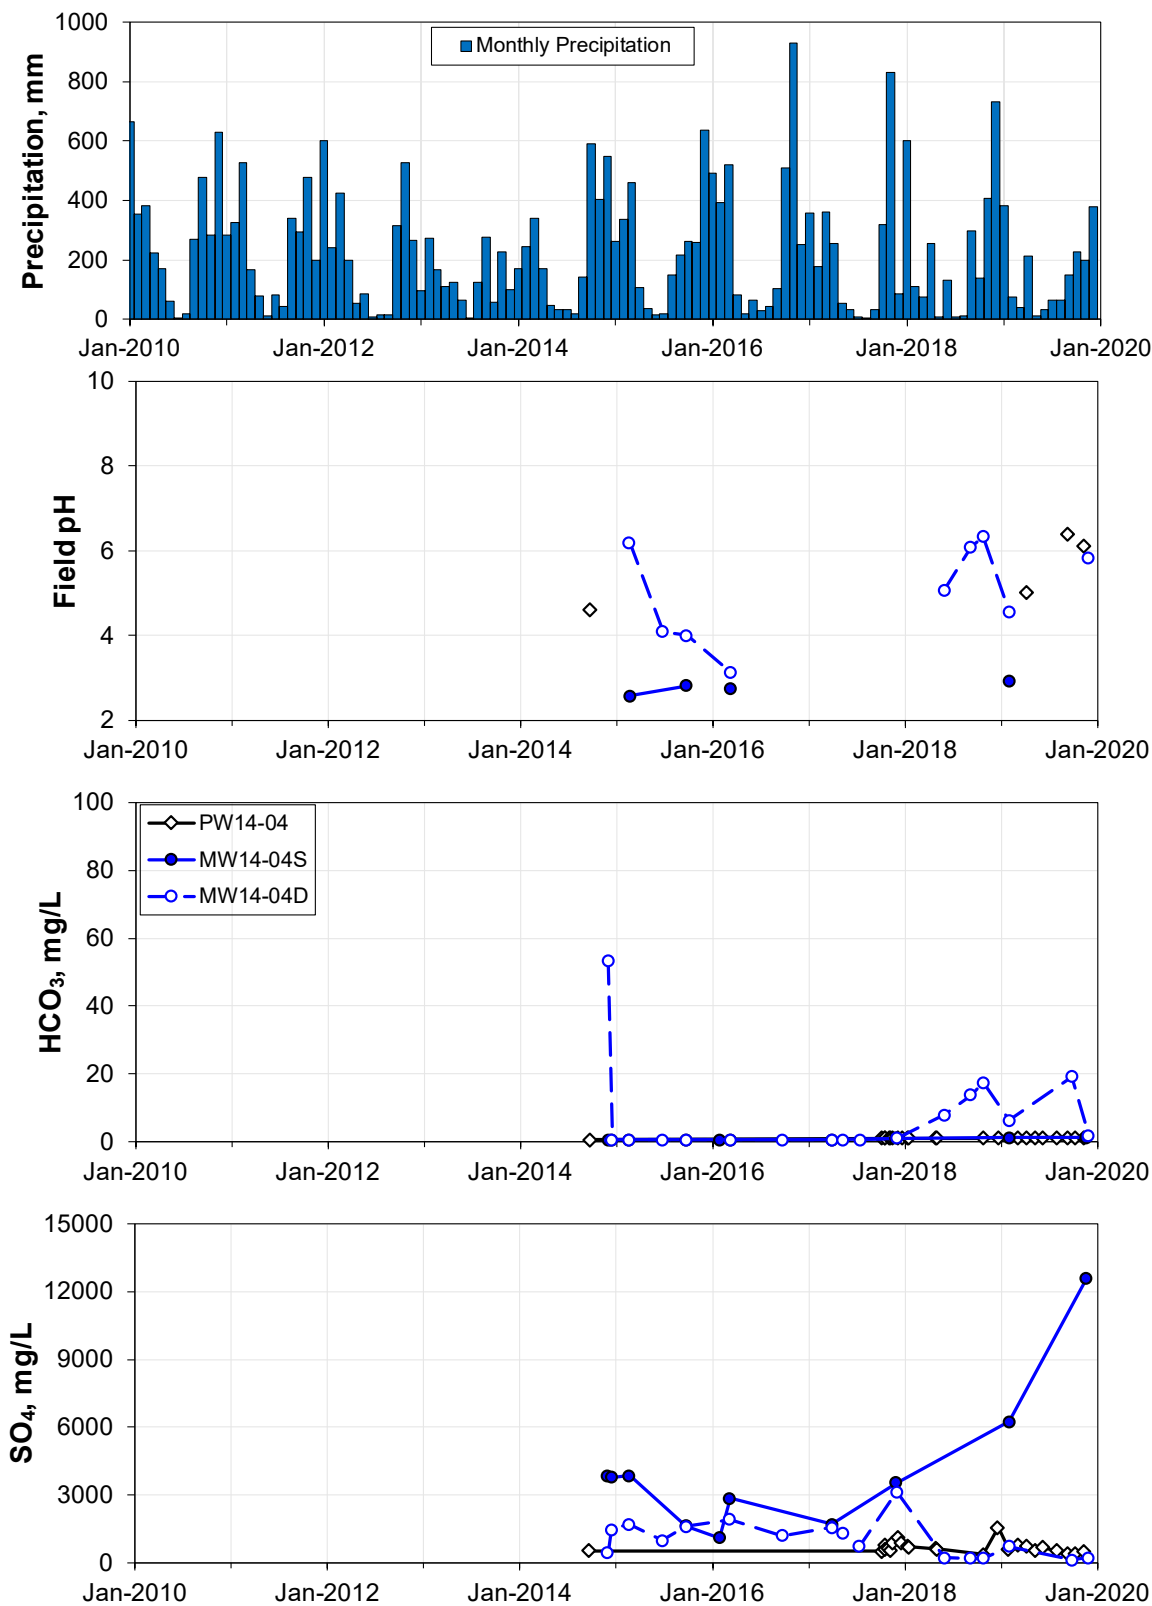 1000
Monthly Precipitation
800
600
400
200
0
Precipitation, mm
Jan-2010 Jan-2012 Jan-2014 Jan-2016 Jan-2018 Jan-2020
10
8
6
4
2
Field pH
Jan-2010 Jan-2012 Jan-2014 Jan-2016 Jan-2018 Jan-2020
100
PW14-04
MW14-04S
MW14-04D
80
60
40
20
0
HCO₃, mg/L
Jan-2010 Jan-2012 Jan-2014 Jan-2016 Jan-2018 Jan-2020
15000
12000
9000
6000
3000
0
SO₄, mg/L
Jan-2010 Jan-2012 Jan-2014 Jan-2016 Jan-2018 Jan-2020